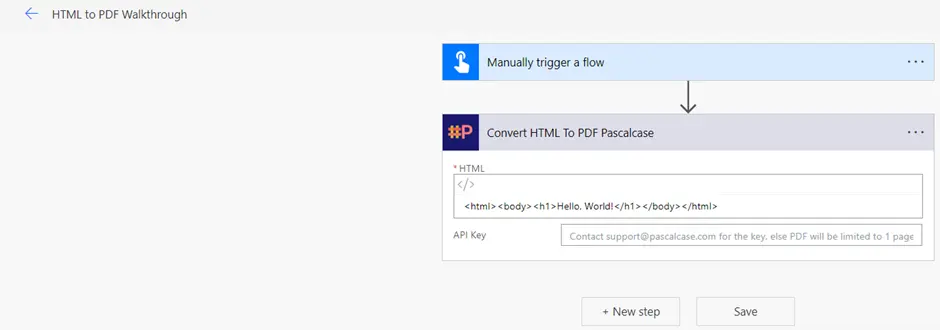 HTML to PDF Walkthrough
Manually trigger a flow
#P
Convert HTML To PDF Pascalcase
* HTML
</>
<html><body><h1>Hello, World!</h1></body></html>
API Key
Contact support@pascalcase.com for the key, else PDF will be limited to 1 page
+ New step
Save